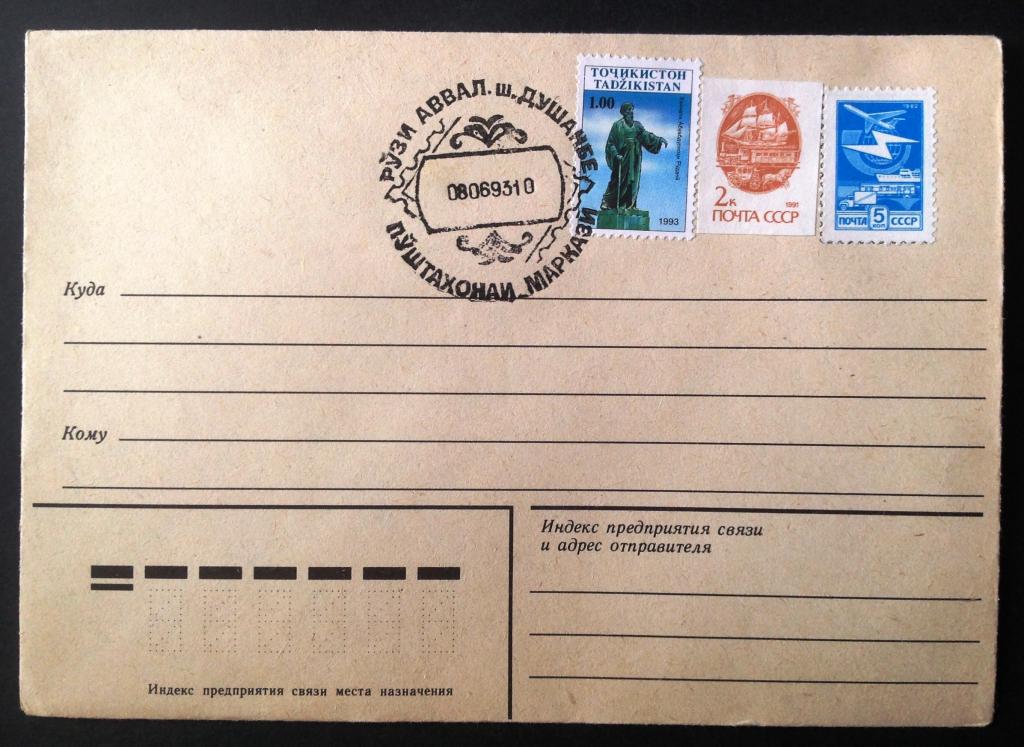 РӮЗИ АВВАЛ. ш. ДУШАНБЕ
08069310
ПӮШТАХОНАИ МАРКАЗӢ
ТОҶИКИСТОН
TADŽIKISTAN
1.00
1993
2к
1991
ПОЧТА СССР
1982
ПОЧТА 5 КОП СССР
Куда
Кому
Индекс предприятия связи
и адрес отправителя
Индекс предприятия связи места назначения